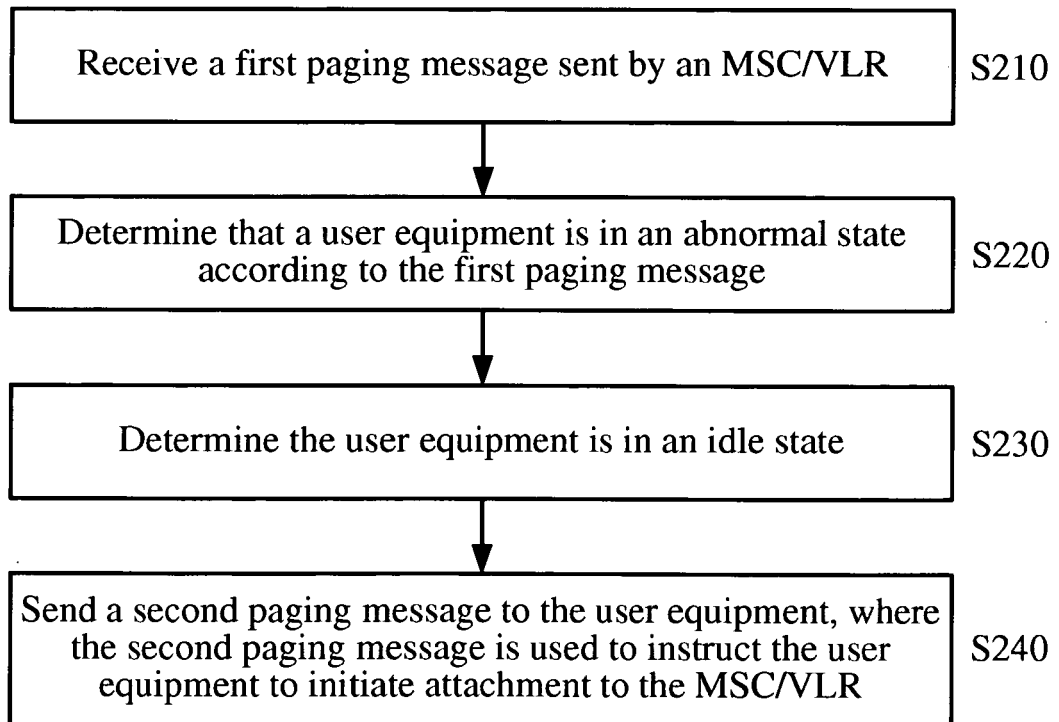 Receive a first paging message sent by an MSC/VLR
S210
Determine that a user equipment is in an abnormal state
according to the first paging message
S220
Determine the user equipment is in an idle state
S230
Send a second paging message to the user equipment, where
the second paging message is used to instruct the user
equipment to initiate attachment to the MSC/VLR
S240